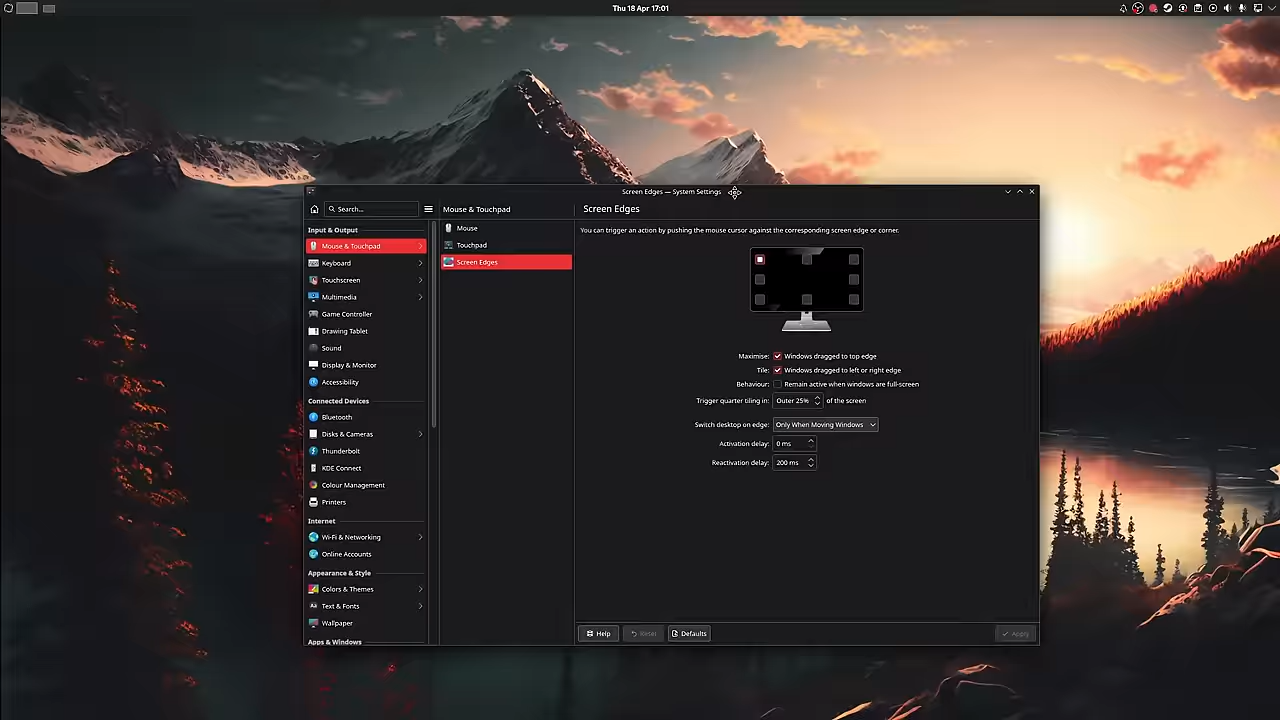 Thu 18 Apr 17:01
Screen Edges — System Settings
Search...
Mouse & Touchpad
Screen Edges
Input & Output
Mouse & Touchpad
Keyboard
Touchscreen
Multimedia
Game Controller
Drawing Tablet
Sound
Display & Monitor
Accessibility
Connected Devices
Bluetooth
Disks & Cameras
Thunderbolt
KDE Connect
Colour Management
Printers
Internet
Wi-Fi & Networking
Online Accounts
Appearance & Style
Colors & Themes
Text & Fonts
Wallpaper
Apps & Windows
Mouse
Touchpad
Screen Edges
You can trigger an action by pushing the mouse cursor against the corresponding screen edge or corner.
Maximise: Windows dragged to top edge
Tile: Windows dragged to left or right edge
Behaviour: Remain active when windows are full-screen
Trigger quarter tiling in: Outer 25% of the screen
Switch desktop on edge: Only When Moving Windows
Activation delay: 0 ms
Reactivation delay: 200 ms
Help Reset Defaults Apply